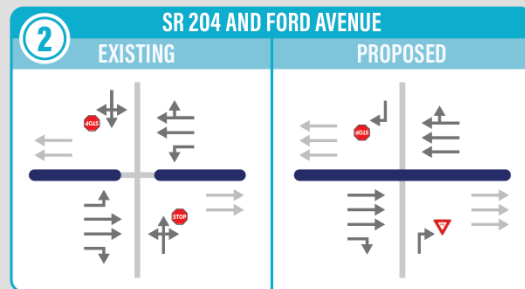 2
SR 204 AND FORD AVENUE
EXISTING
PROPOSED
STOP
STOP
STOP